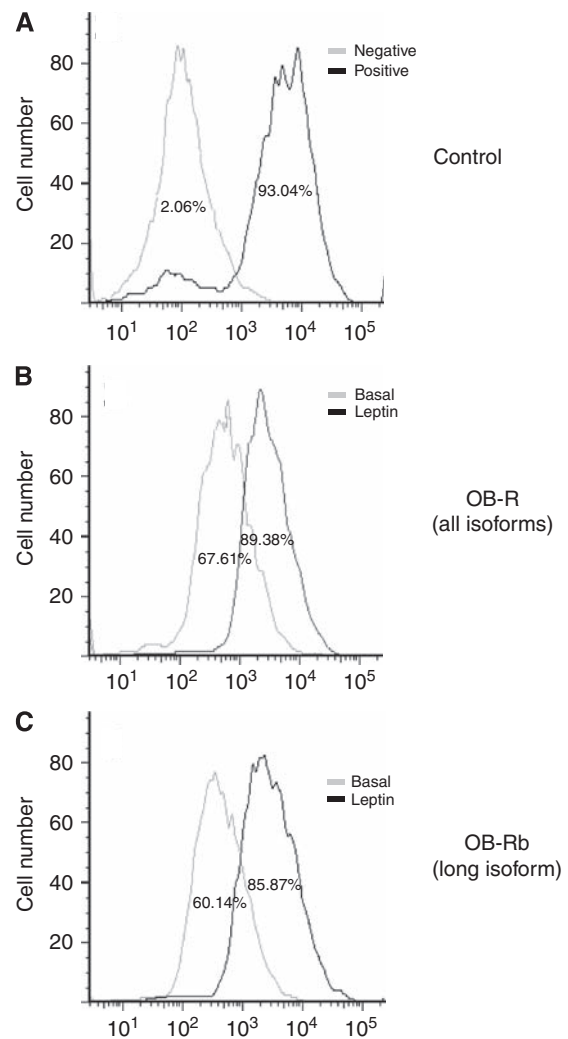 A
Negative
Positive
80
60
40
20
Cell number
2.06%
93.04%
Control
10¹ 10² 10³ 10⁴ 10⁵
B
Basal
Leptin
80
60
40
20
Cell number
89.38%
67.61%
OB-R
(all isoforms)
10¹ 10² 10³ 10⁴ 10⁵
C
Basal
Leptin
80
60
40
20
Cell number
85.87%
60.14%
OB-Rb
(long isoform)
10¹ 10² 10³ 10⁴ 10⁵